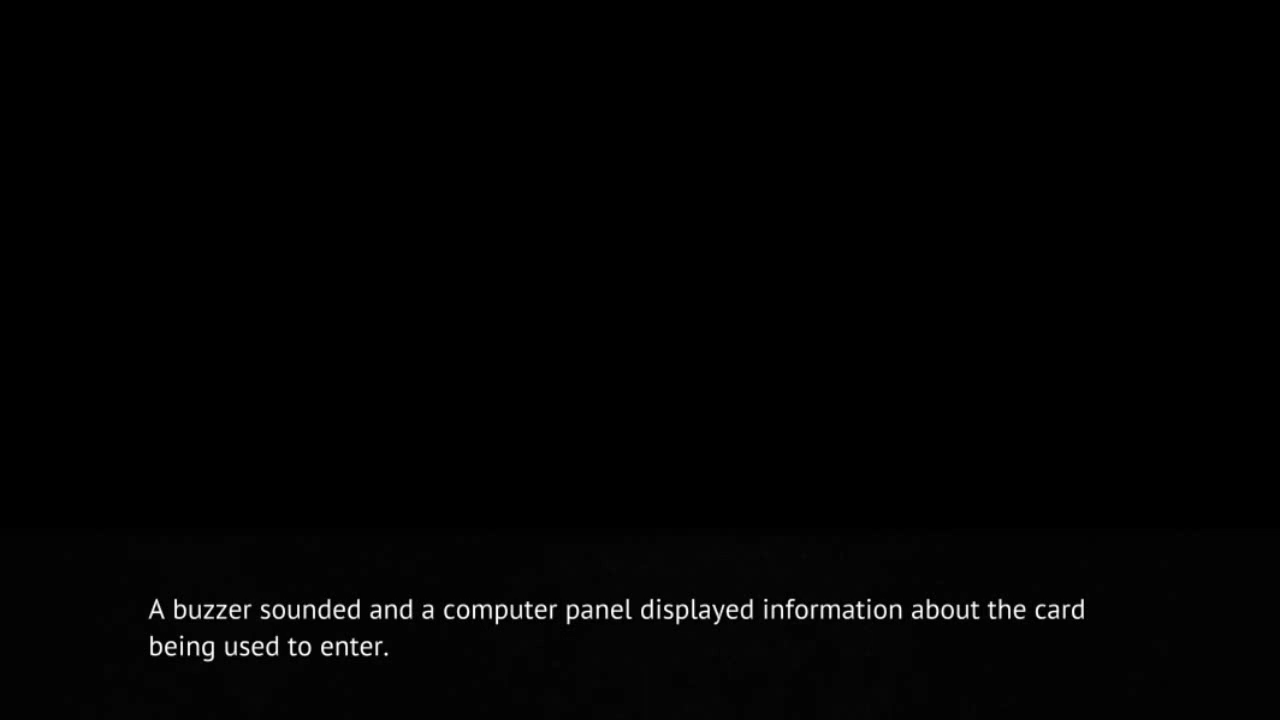 A buzzer sounded and a computer panel displayed information about the card
being used to enter.